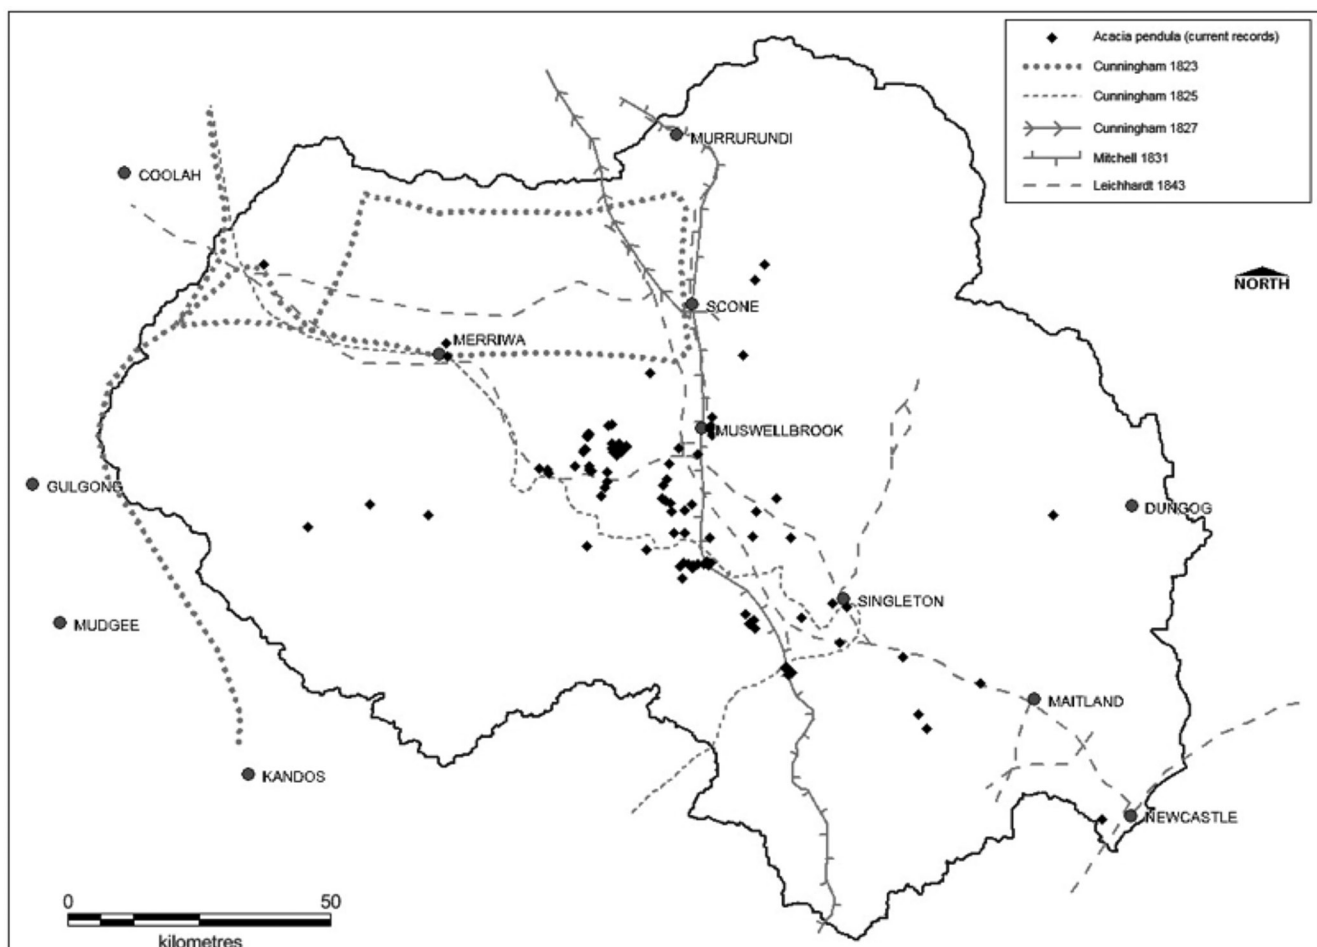 Acacia pendula (current records)
Cunningham 1823
Cunningham 1825
Cunningham 1827
Mitchell 1831
Leichhardt 1843
MURRURUNDI
COOLAH
NORTH
SCONE
MERRIWA
MUSWELLBROOK
GULGONG
DUNGOG
SINGLETON
MUDGEE
MAITLAND
KANDOS
NEWCASTLE
0 50
kilometres